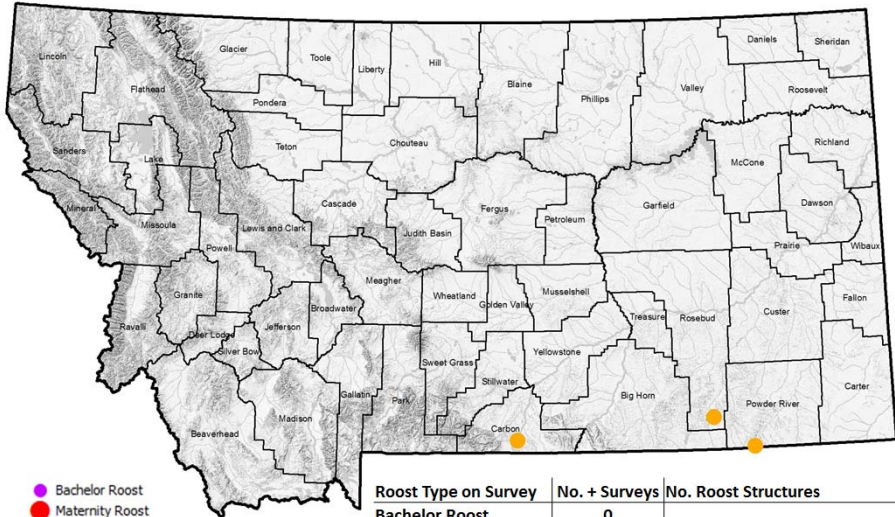 Lincoln
Flathead
Glacier
Toole
Liberty
Hill
Blaine
Phillips
Valley
Daniels
Sheridan
Roosevelt
Pondera
Teton
Chouteau
Sanders
Lake
Mineral
Missoula
Powell
Lewis and Clark
Cascade
Judith Basin
Fergus
Petroleum
Garfield
McCone
Richland
Dawson
Prairie
Wibaux
Ravalli
Granite
Deer Lodge
Silver Bow
Jefferson
Broadwater
Meagher
Wheatland
Golden Valley
Musselshell
Treasure
Rosebud
Custer
Fallon
Beaverhead
Madison
Gallatin
Park
Sweet Grass
Stillwater
Yellowstone
Carbon
Big Horn
Powder River
Carter
Bachelor Roost
Maternity Roost
Roost Type on Survey No. + Surveys No. Roost Structures
Bachelor Roost 0